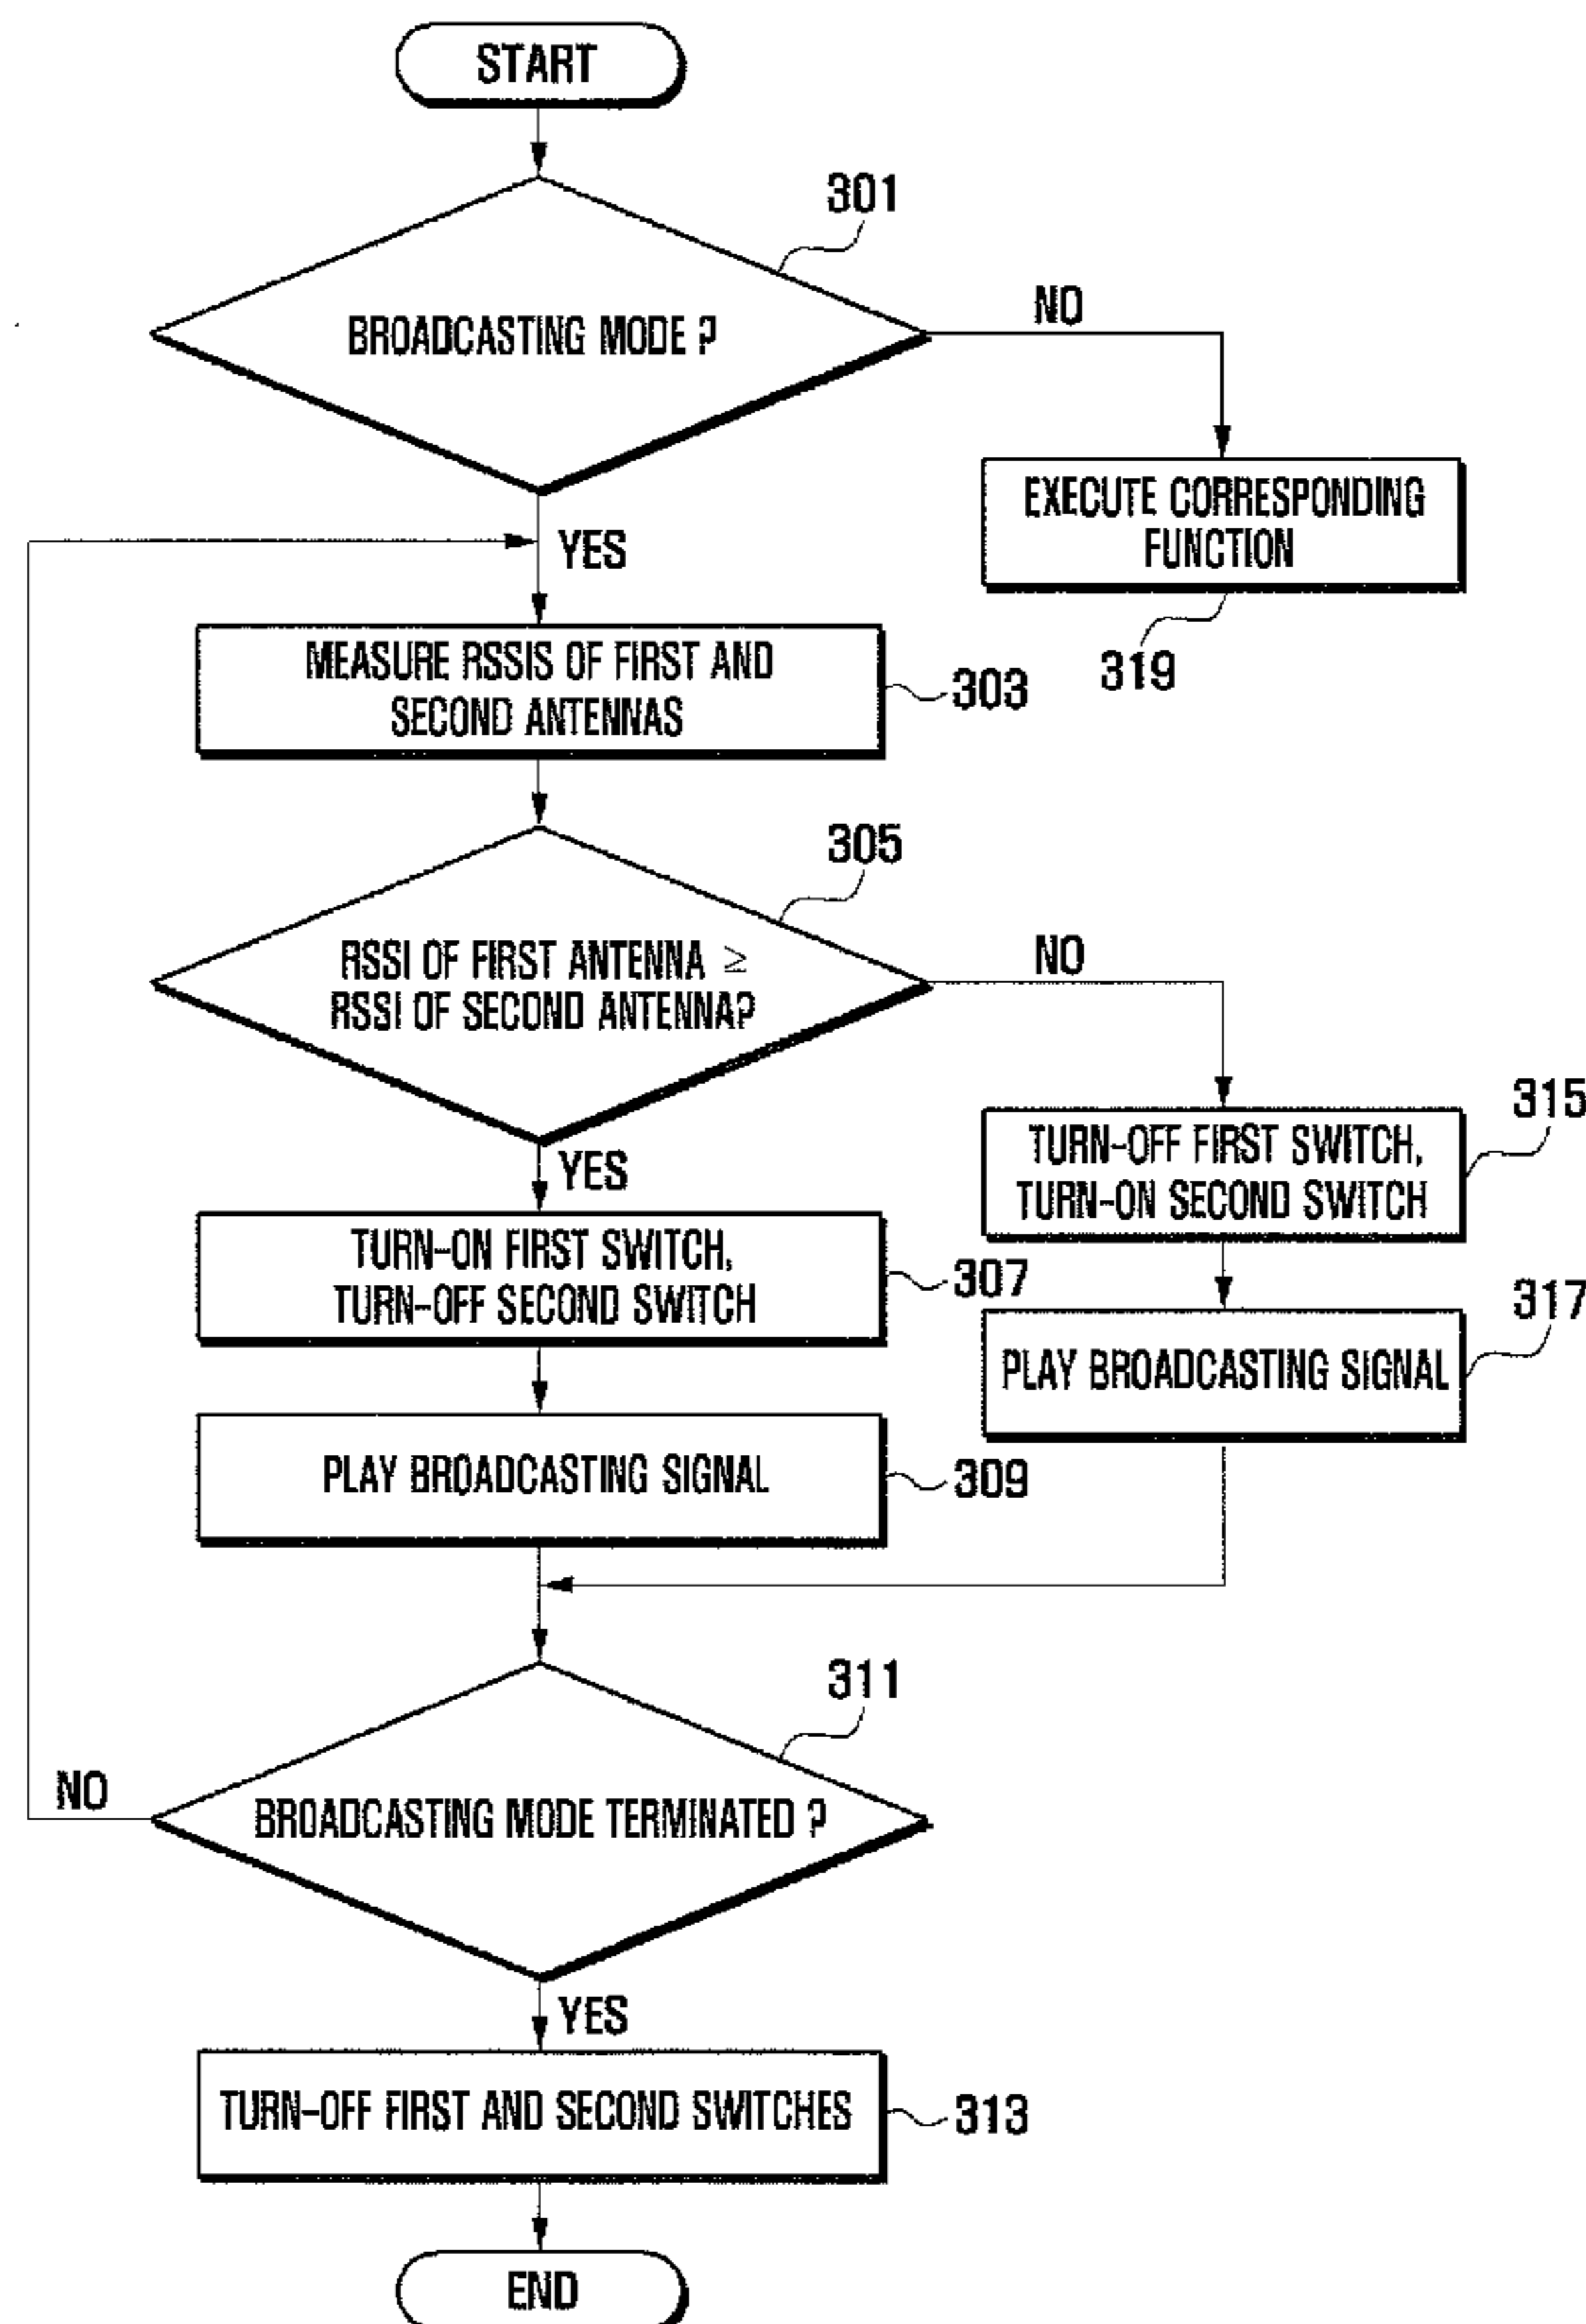 START
301
BROADCASTING MODE ?
NO
YES
EXECUTE CORRESPONDING
FUNCTION
319
MEASURE RSSIS OF FIRST AND
SECOND ANTENNAS
303
305
RSSI OF FIRST ANTENNA ≥
RSSI OF SECOND ANTENNA?
NO
YES
315
TURN-OFF FIRST SWITCH,
TURN-ON SECOND SWITCH
TURN-ON FIRST SWITCH,
TURN-OFF SECOND SWITCH
307
317
PLAY BROADCASTING SIGNAL
PLAY BROADCASTING SIGNAL
309
311
NO
BROADCASTING MODE TERMINATED ?
YES
TURN-OFF FIRST AND SECOND SWITCHES
313
END